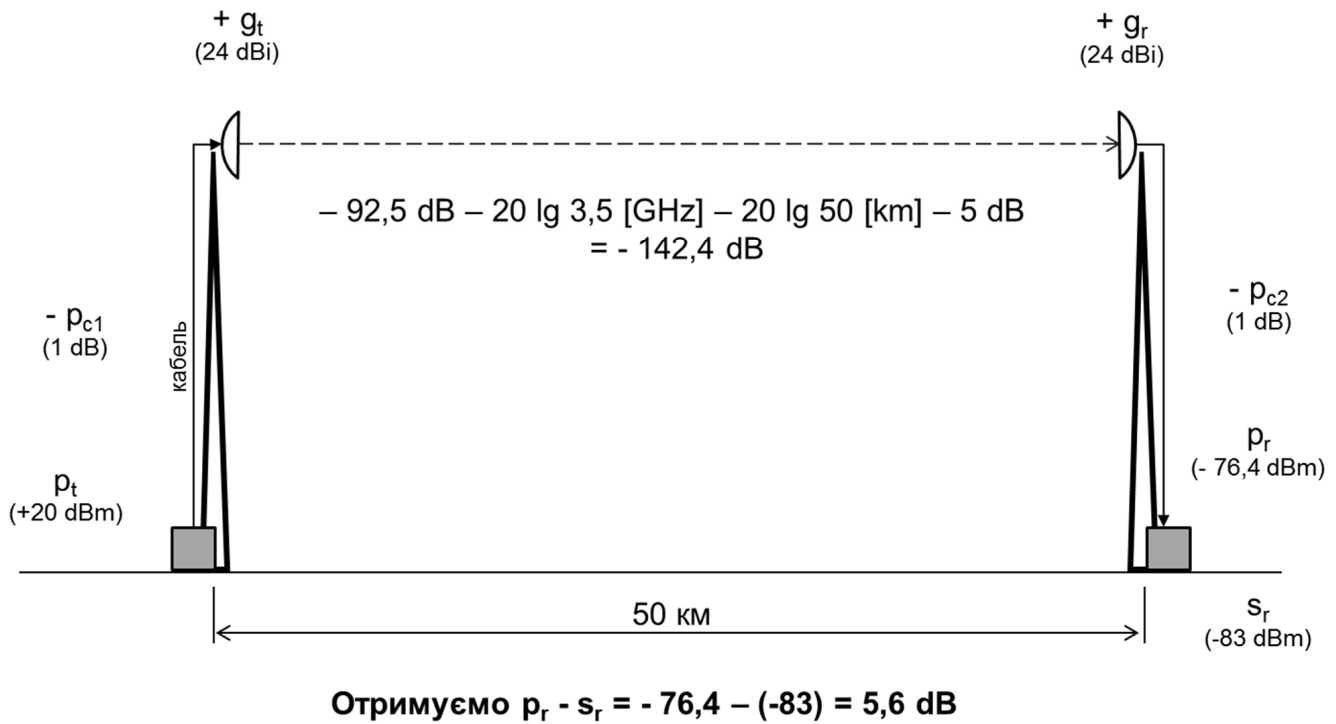 + gₜ
(24 dBi)
+ gᵣ
(24 dBi)
– 92,5 dB – 20 lg 3,5 [GHz] – 20 lg 50 [km] – 5 dB
= - 142,4 dB
- p_c1
(1 dB)
кабель
- p_c2
(1 dB)
pₜ
(+20 dBm)
pᵣ
(- 76,4 dBm)
50 км
sᵣ
(-83 dBm)
Отримуємо pᵣ - sᵣ = - 76,4 – (-83) = 5,6 dB